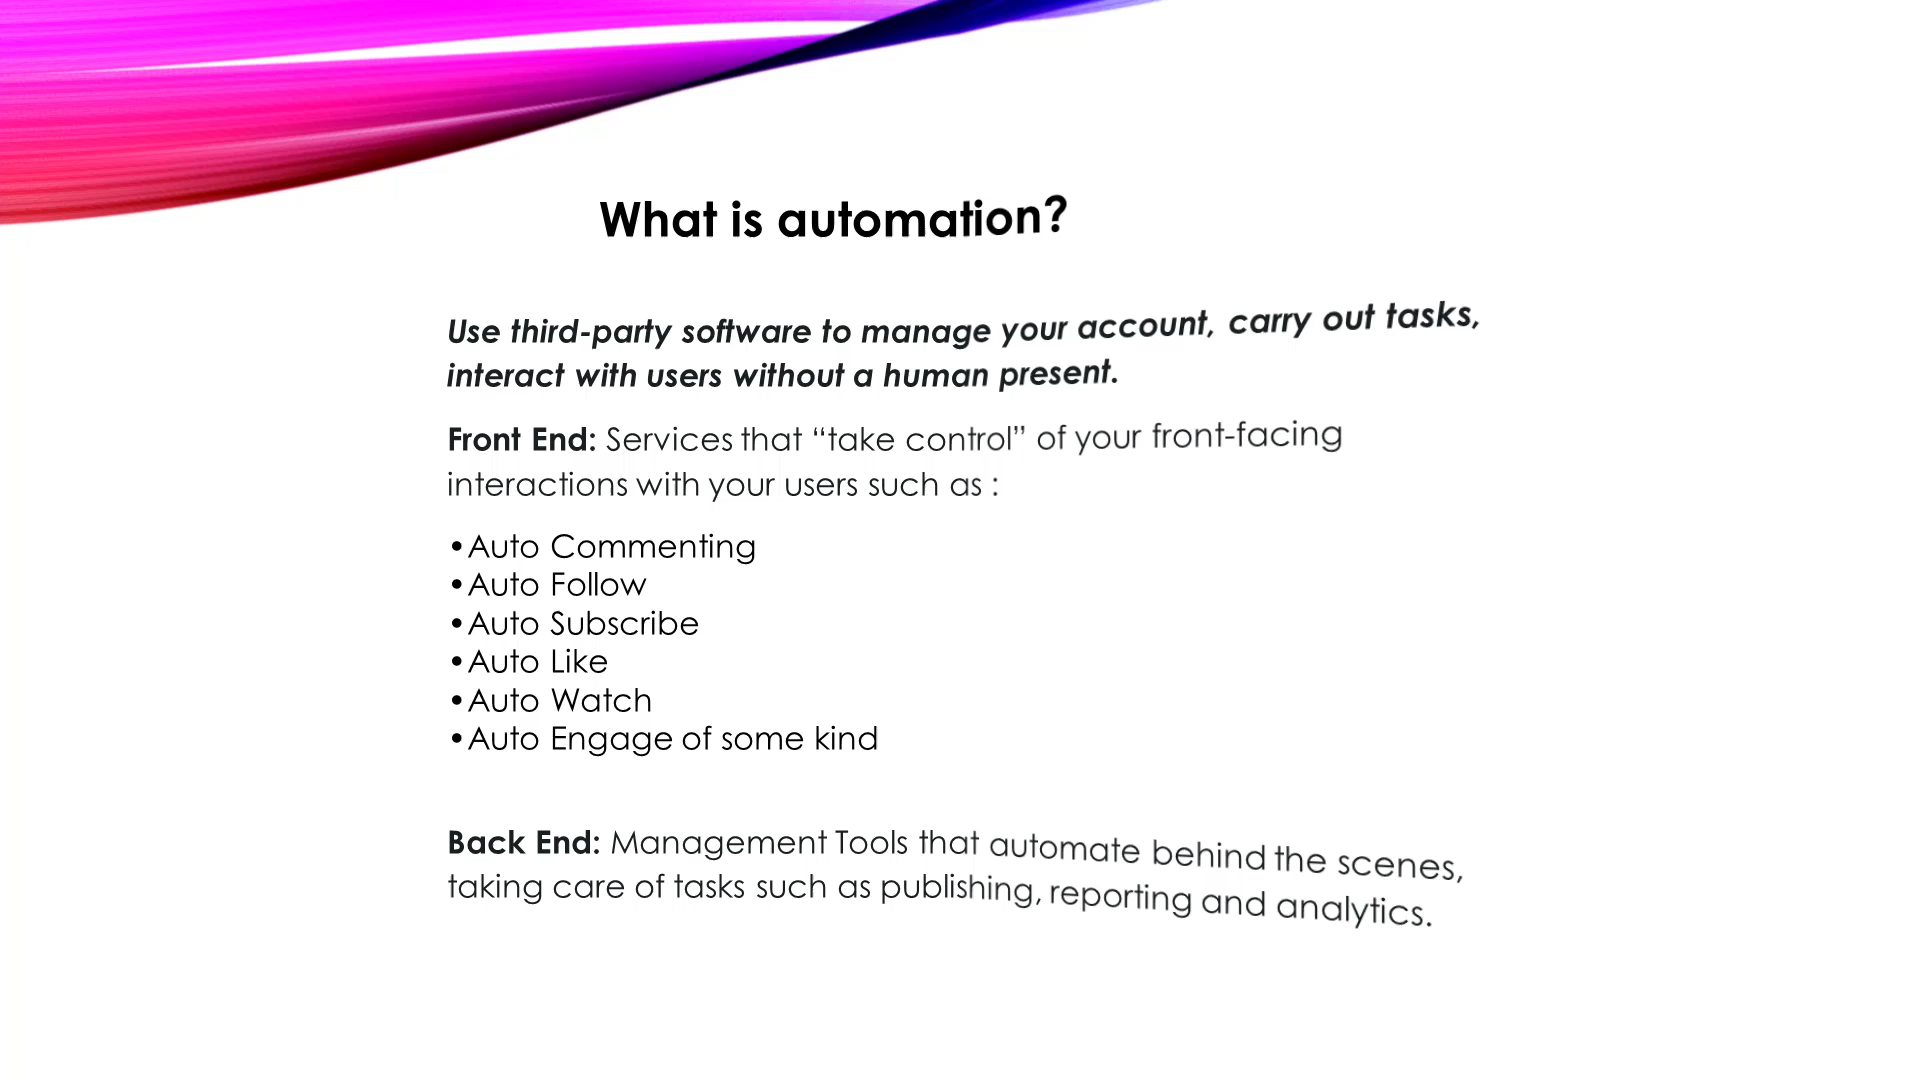 What is automation?
Use third-party software to manage your account, carry out tasks,
interact with users without a human present.
Front End: Services that “take control” of your front-facing
interactions with your users such as :
•Auto Commenting
•Auto Follow
•Auto Subscribe
•Auto Like
•Auto Watch
•Auto Engage of some kind
Back End: Management Tools that automate behind the scenes,
taking care of tasks such as publishing, reporting and analytics.